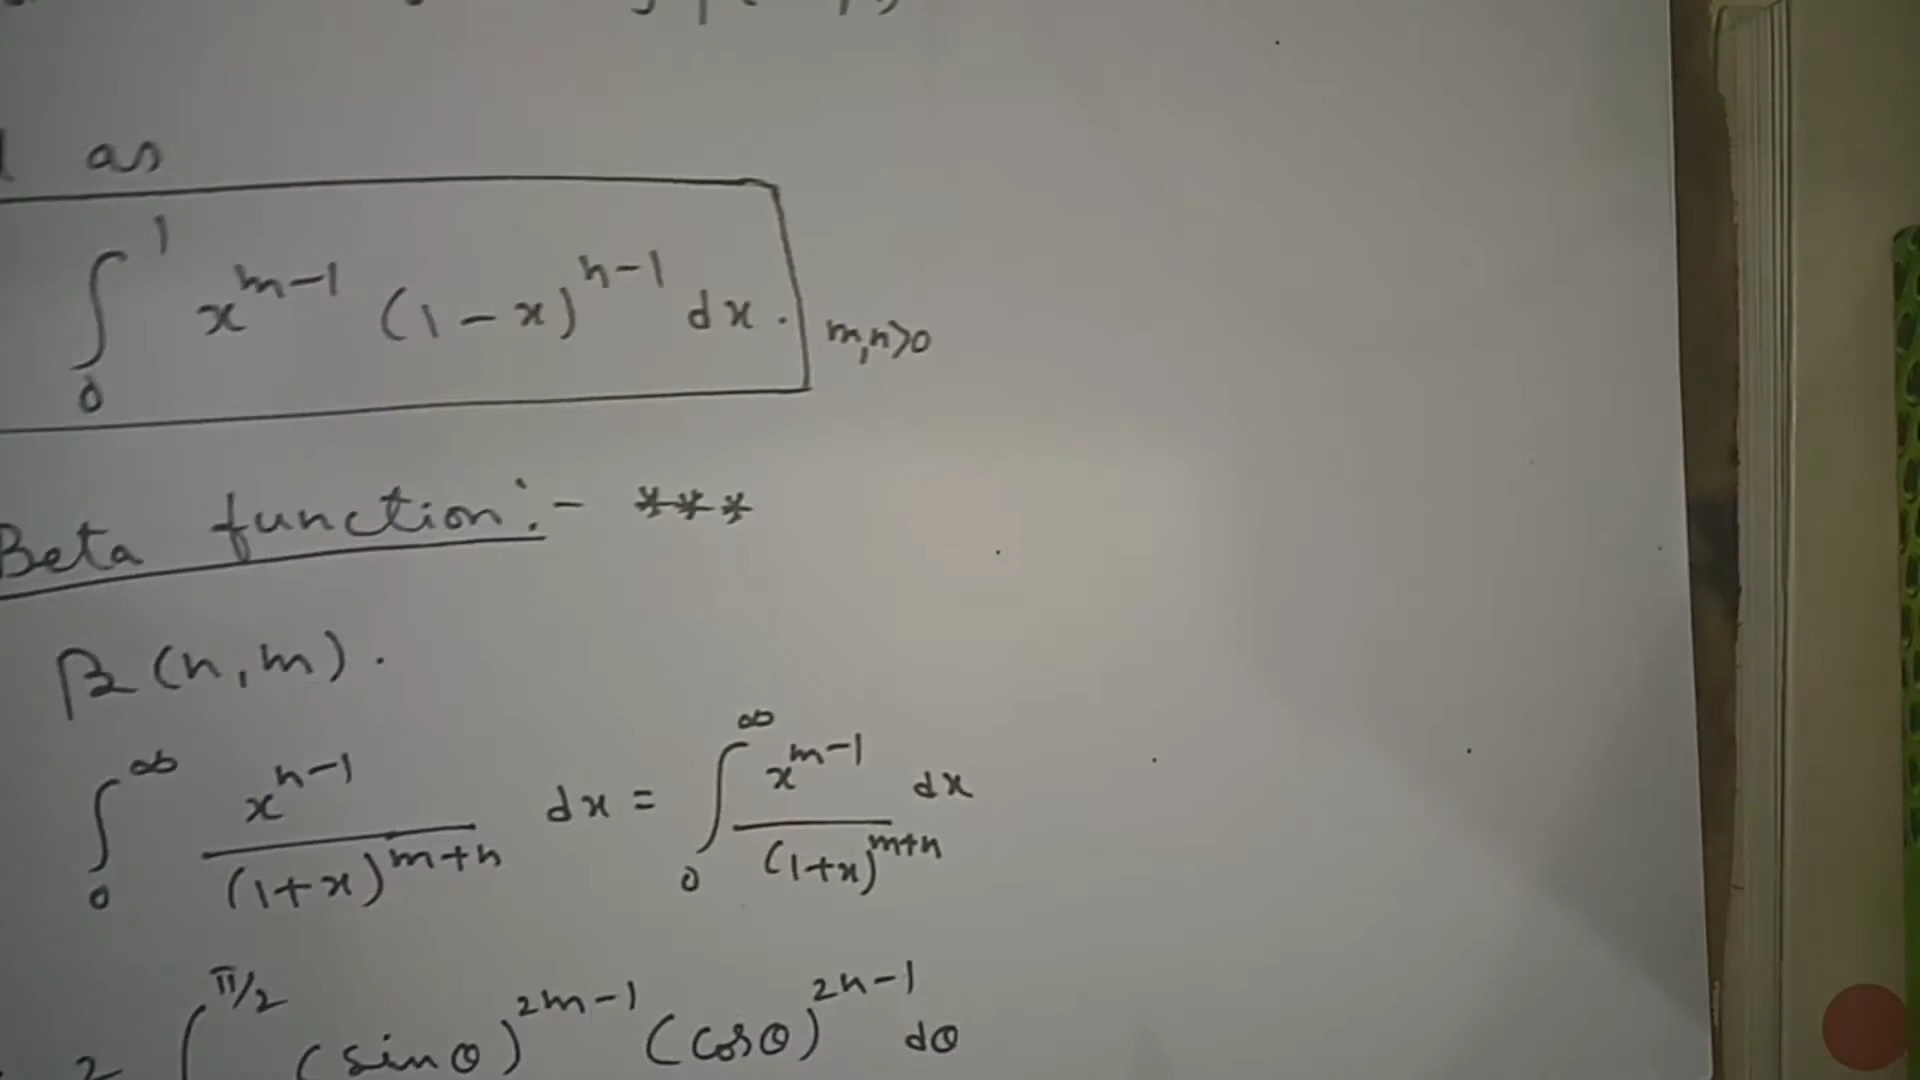 as
∫₀¹ x^{m-1} (1-x)^{n-1} dx. m,n>0
Beta function:- ***
β(n,m).
∫₀^∞ x^{n-1}/(1+x)^{m+n} dx = ∫₀^∞ x^{m-1}/(1+x)^{m+n} dx
2 ∫^{π/2} (sinθ)^{2m-1} (cosθ)^{2n-1} dθ